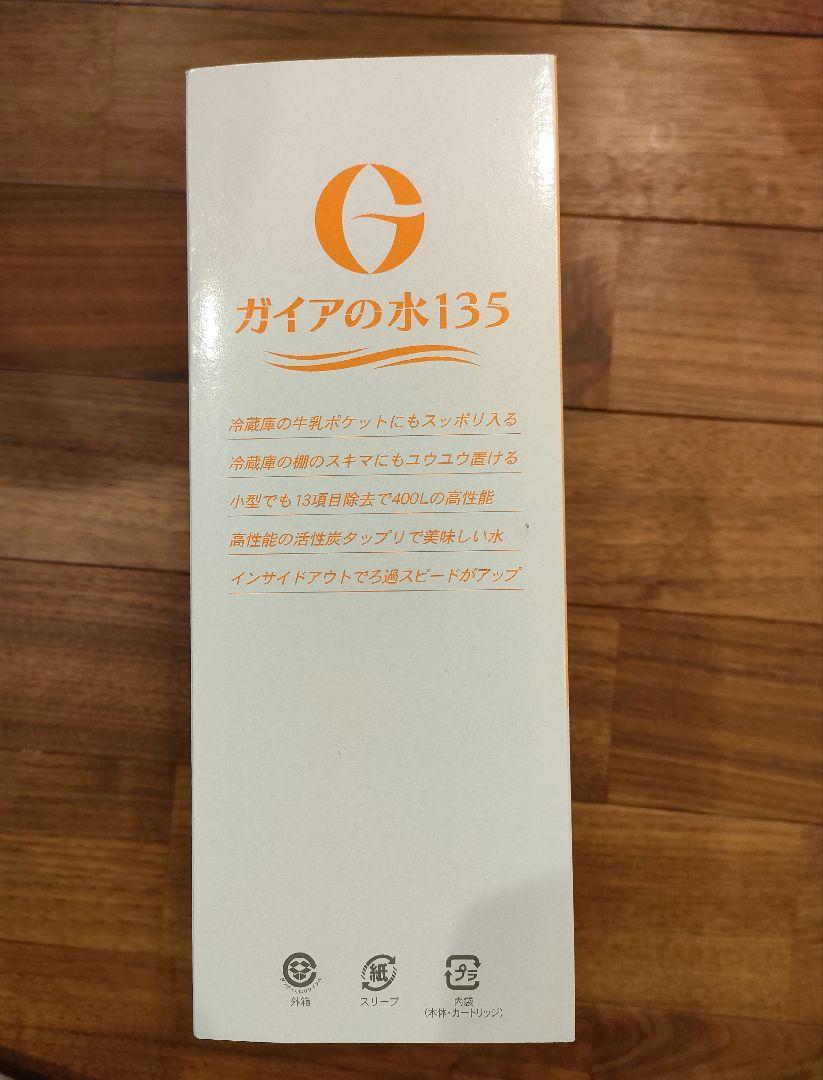 ガイアの水135
冷蔵庫の牛乳ポケットにもスッポリ入る
冷蔵庫の棚のスキマにもユウユウ置ける
小型でも13項目除去で400Lの高性能
高性能の活性炭タップリで美味しい水
インサイドアウトでろ過スピードがアップ
紙
プラ
外箱
スリーブ
内袋
(本体・カートリッジ)